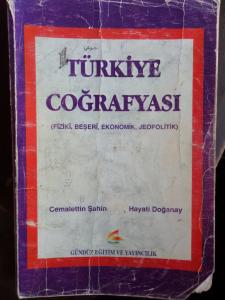 TÜRKİYE
COĞRAFYASI
(FİZİKİ, BEŞERİ, EKONOMİK, JEOPOLİTİK)
Cemalettin Şahin Hayati Doğanay
GÜNDÜZ EĞİTİM VE YAYINCILIK